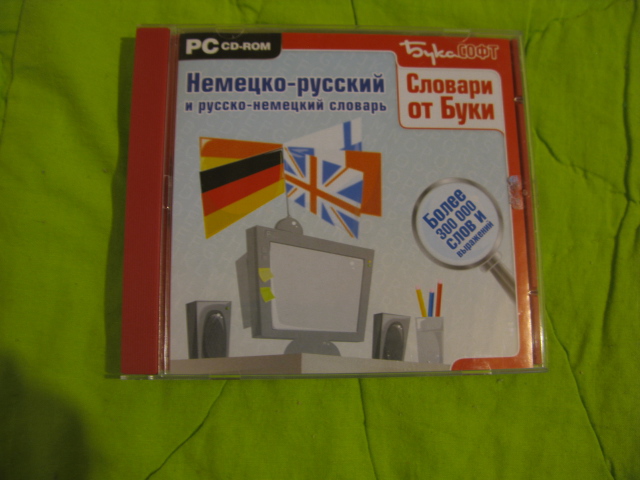 PC CD-ROM
БукаСОФТ
Немецко-русский
и русско-немецкий словарь
Словари
от Буки
Более
300 000
слов и
выражений